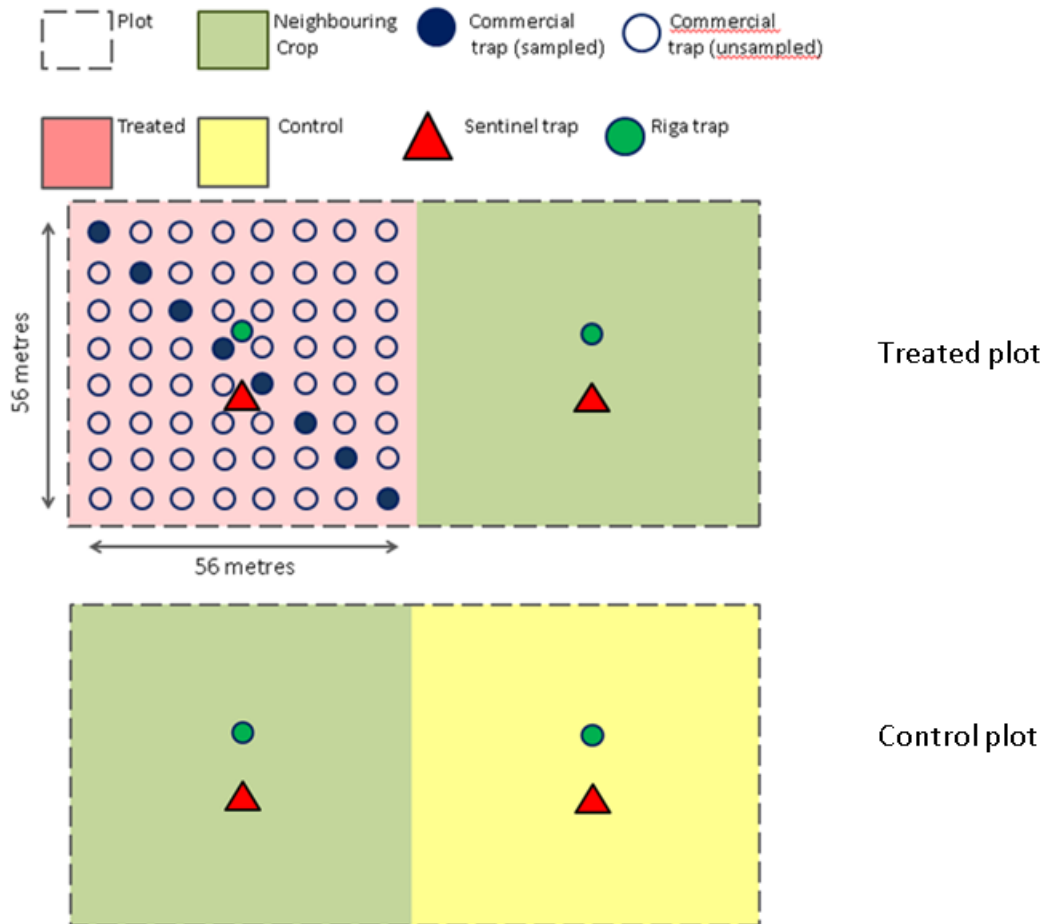 Plot
Neighbouring
Crop
Commercial
trap (sampled)
Commercial
trap (unsampled)
Treated
Control
Sentinel trap
Riga trap
56 metres
Treated plot
56 metres
Control plot